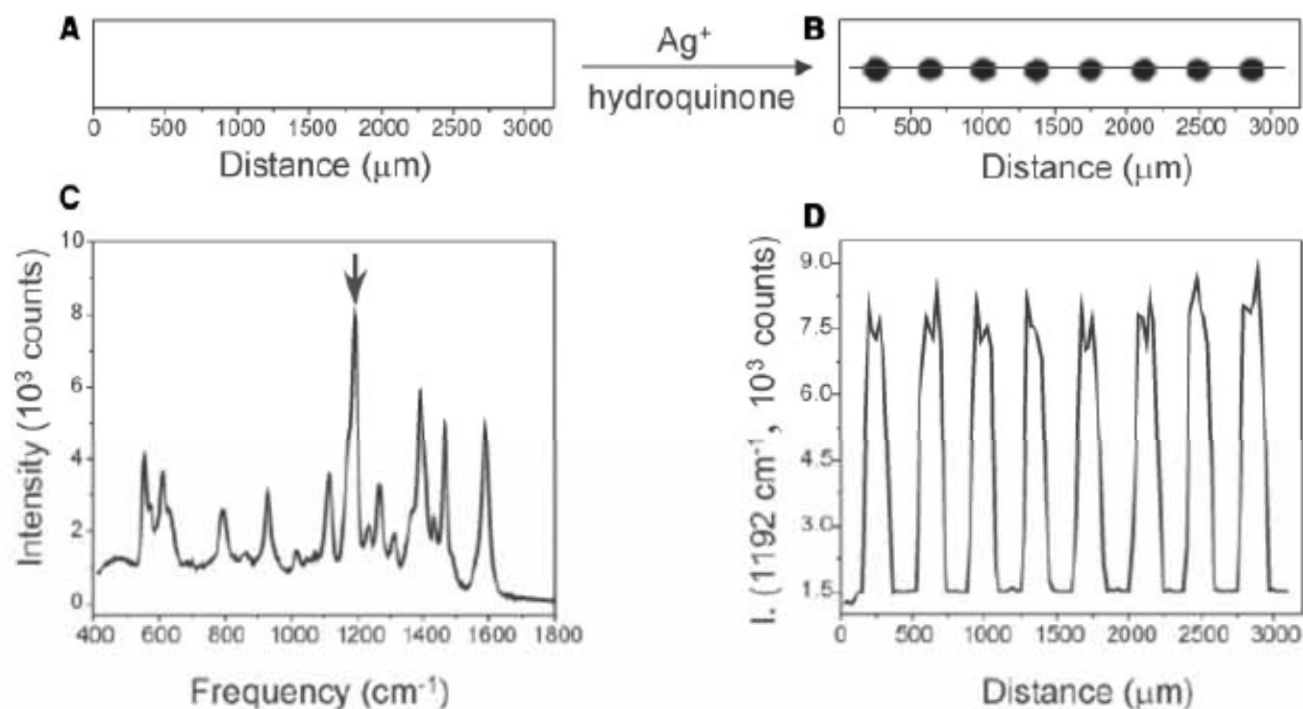 A
0 500 1000 1500 2000 2500 3000
Distance (μm)
Ag+
hydroquinone
B
0 500 1000 1500 2000 2500 3000
Distance (μm)
C
10
8
6
4
2
0
Intensity (10³ counts)
400 600 800 1000 1200 1400 1600 1800
Frequency (cm⁻¹)
D
9.0
7.5
6.0
4.5
3.0
1.5
I. (1192 cm⁻¹, 10³ counts)
0 500 1000 1500 2000 2500 3000
Distance (μm)